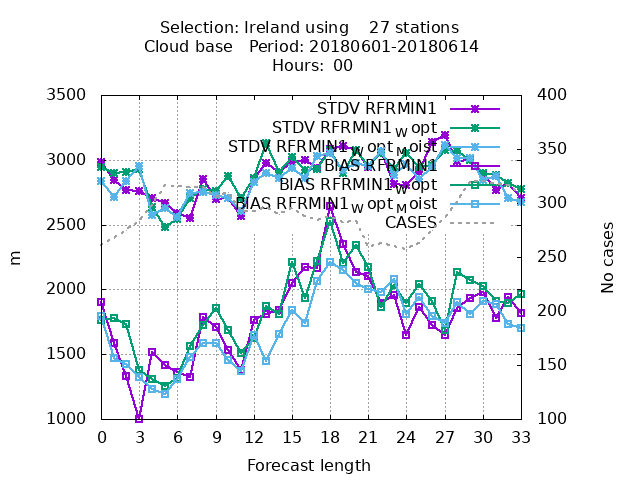 Selection: Ireland using    27 stations
Cloud base   Period: 20180601-20180614
Hours:  00
3500
3000
2500
2000
1500
1000
m
400
350
300
250
200
150
100
No cases
STDV RFRMIN1
STDV RFRMIN1_W opt
STDV RFRMIN1_W opt_M oist
BIAS RFRMIN1
BIAS RFRMIN1_W opt
BIAS RFRMIN1_W opt_M oist
CASES
0 3 6 9 12 15 18 21 24 27 30 33
Forecast length